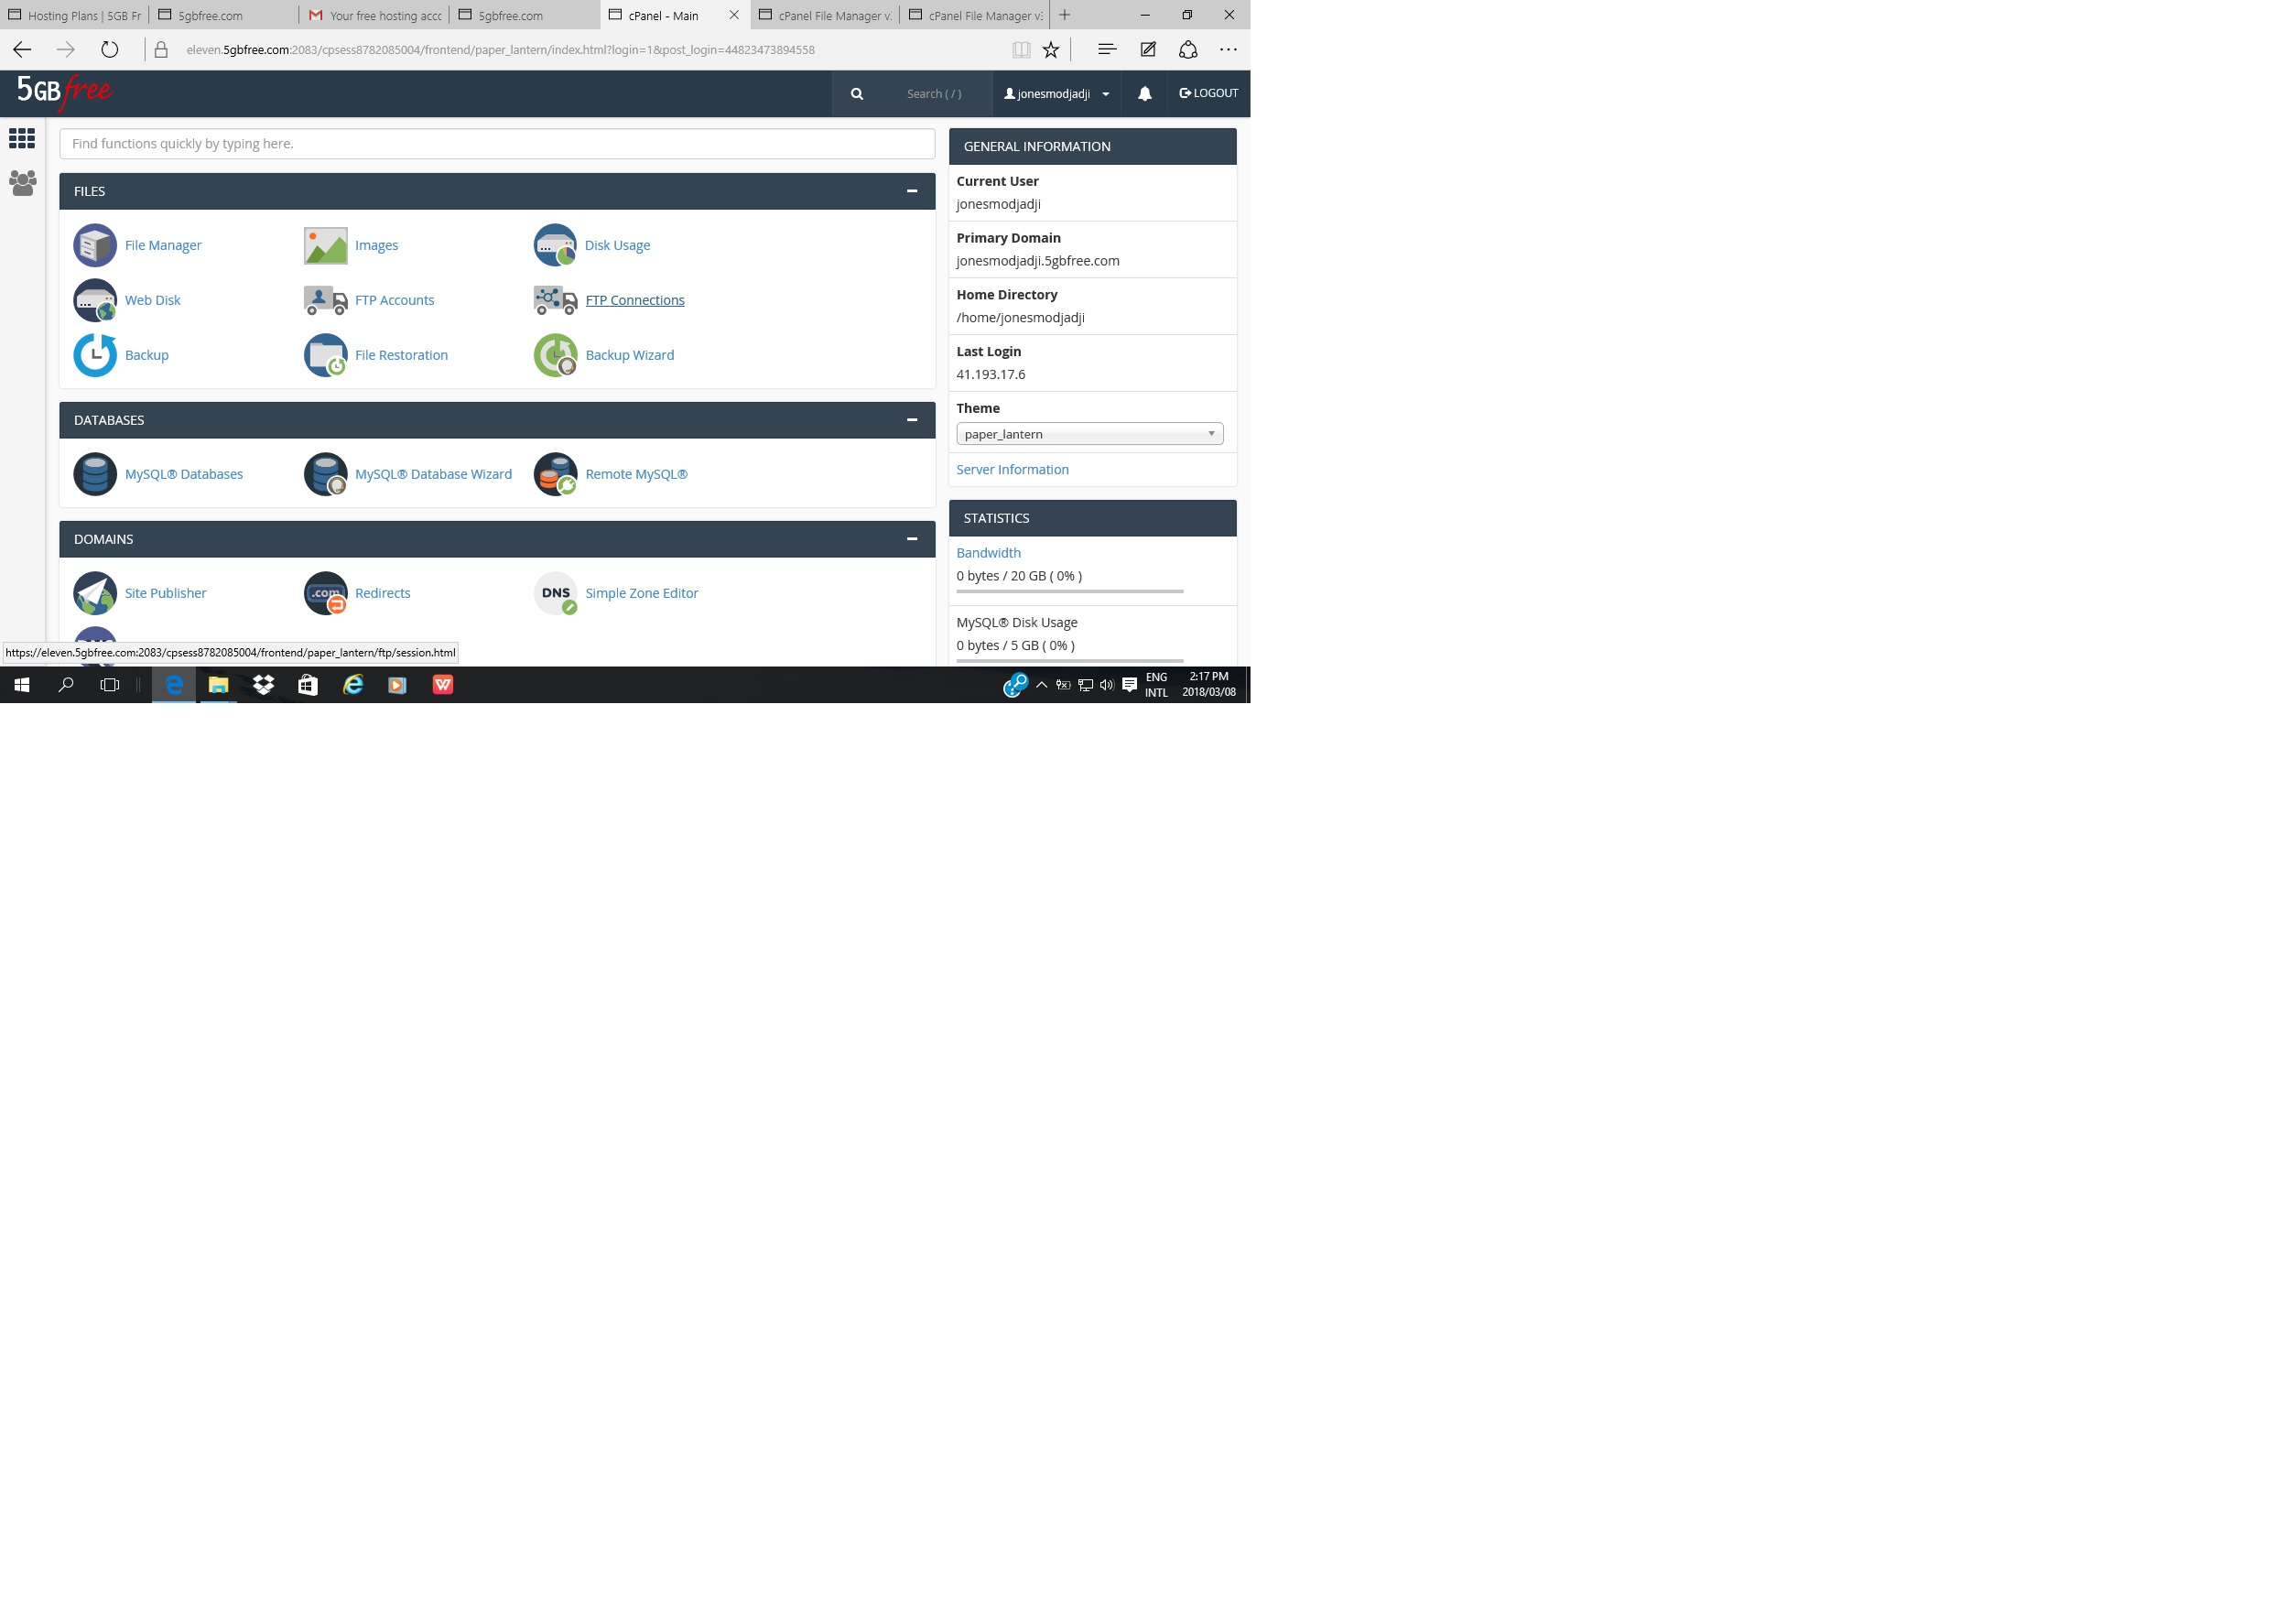 Hosting Plans | 5GB Fr
5gbfree.com
Your free hosting acco
5gbfree.com
cPanel - Main
cPanel File Manager v.
cPanel File Manager v3
eleven.5gbfree.com:2083/cpsess8782085004/frontend/paper_lantern/index.html?login=1&post_login=44823473894558
5GB free
Search ( / )
jonesmodjadji
LOGOUT
Find functions quickly by typing here.
FILES
File Manager
Images
Disk Usage
Web Disk
FTP Accounts
FTP Connections
Backup
File Restoration
Backup Wizard
DATABASES
MySQL® Databases
MySQL® Database Wizard
Remote MySQL®
DOMAINS
Site Publisher
.com
Redirects
DNS
Simple Zone Editor
GENERAL INFORMATION
Current User
jonesmodjadji
Primary Domain
jonesmodjadji.5gbfree.com
Home Directory
/home/jonesmodjadji
Last Login
41.193.17.6
Theme
paper_lantern
Server Information
STATISTICS
Bandwidth
0 bytes / 20 GB ( 0% )
MySQL® Disk Usage
0 bytes / 5 GB ( 0% )
https://eleven.5gbfree.com:2083/cpsess8782085004/frontend/paper_lantern/ftp/session.html
ENG
INTL
2:17 PM
2018/03/08